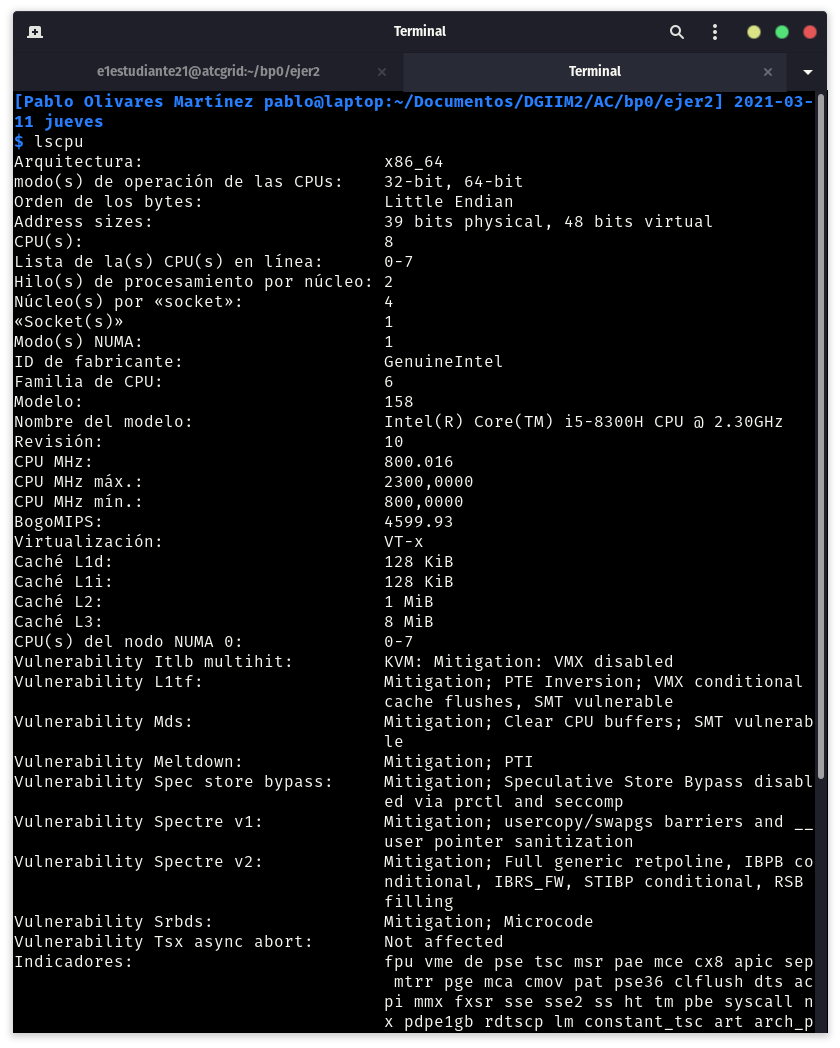 Terminal
e1estudiante21@atcgrid:~/bp0/ejer2
Terminal
[Pablo Olivares Martínez pablo@laptop:~/Documentos/DGIIM2/AC/bp0/ejer2] 2021-03-
11 jueves
$ lscpu
Arquitectura: x86_64
modo(s) de operación de las CPUs: 32-bit, 64-bit
Orden de los bytes: Little Endian
Address sizes: 39 bits physical, 48 bits virtual
CPU(s): 8
Lista de la(s) CPU(s) en línea: 0-7
Hilo(s) de procesamiento por núcleo: 2
Núcleo(s) por «socket»: 4
«Socket(s)» 1
Modo(s) NUMA: 1
ID de fabricante: GenuineIntel
Familia de CPU: 6
Modelo: 158
Nombre del modelo: Intel(R) Core(TM) i5-8300H CPU @ 2.30GHz
Revisión: 10
CPU MHz: 800.016
CPU MHz máx.: 2300,0000
CPU MHz mín.: 800,0000
BogoMIPS: 4599.93
Virtualización: VT-x
Caché L1d: 128 KiB
Caché L1i: 128 KiB
Caché L2: 1 MiB
Caché L3: 8 MiB
CPU(s) del nodo NUMA 0: 0-7
Vulnerability Itlb multihit: KVM: Mitigation: VMX disabled
Vulnerability L1tf: Mitigation; PTE Inversion; VMX conditional
cache flushes, SMT vulnerable
Vulnerability Mds: Mitigation; Clear CPU buffers; SMT vulnerab
le
Vulnerability Meltdown: Mitigation; PTI
Vulnerability Spec store bypass: Mitigation; Speculative Store Bypass disabl
ed via prctl and seccomp
Vulnerability Spectre v1: Mitigation; usercopy/swapgs barriers and __
user pointer sanitization
Vulnerability Spectre v2: Mitigation; Full generic retpoline, IBPB co
nditional, IBRS_FW, STIBP conditional, RSB
filling
Vulnerability Srbds: Mitigation; Microcode
Vulnerability Tsx async abort: Not affected
Indicadores: fpu vme de pse tsc msr pae mce cx8 apic sep
mtrr pge mca cmov pat pse36 clflush dts ac
pi mmx fxsr sse sse2 ss ht tm pbe syscall n
x pdpe1gb rdtscp lm constant_tsc art arch_p